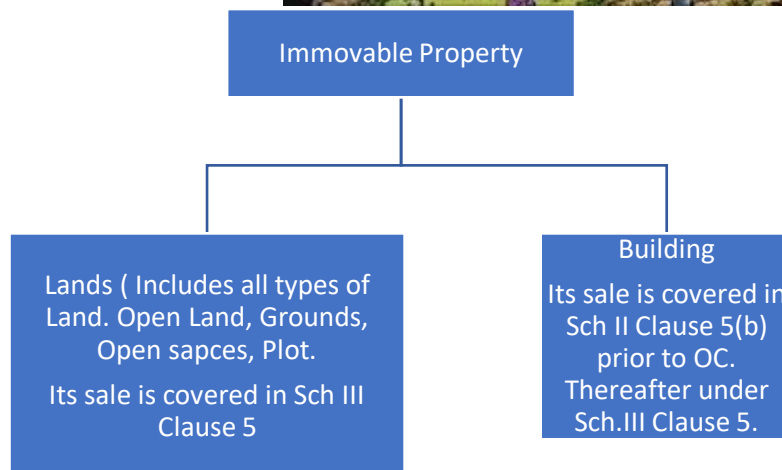 Immovable Property
Lands ( Includes all types of
Land. Open Land, Grounds,
Open sapces, Plot.
Its sale is covered in Sch III
Clause 5
Building
Its sale is covered in
Sch II Clause 5(b)
prior to OC.
Thereafter under
Sch.III Clause 5.